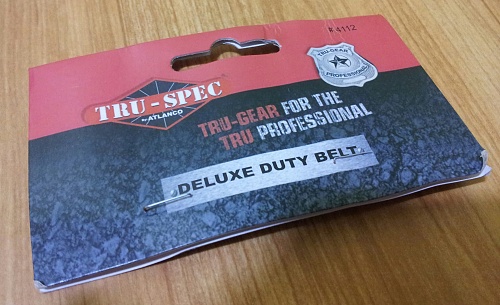 #4112
TRU-GEAR
PROFESSIONAL
TRU-SPEC
BY ATLANCO
TRU-GEAR FOR THE
TRU PROFESSIONAL
DELUXE DUTY BELT